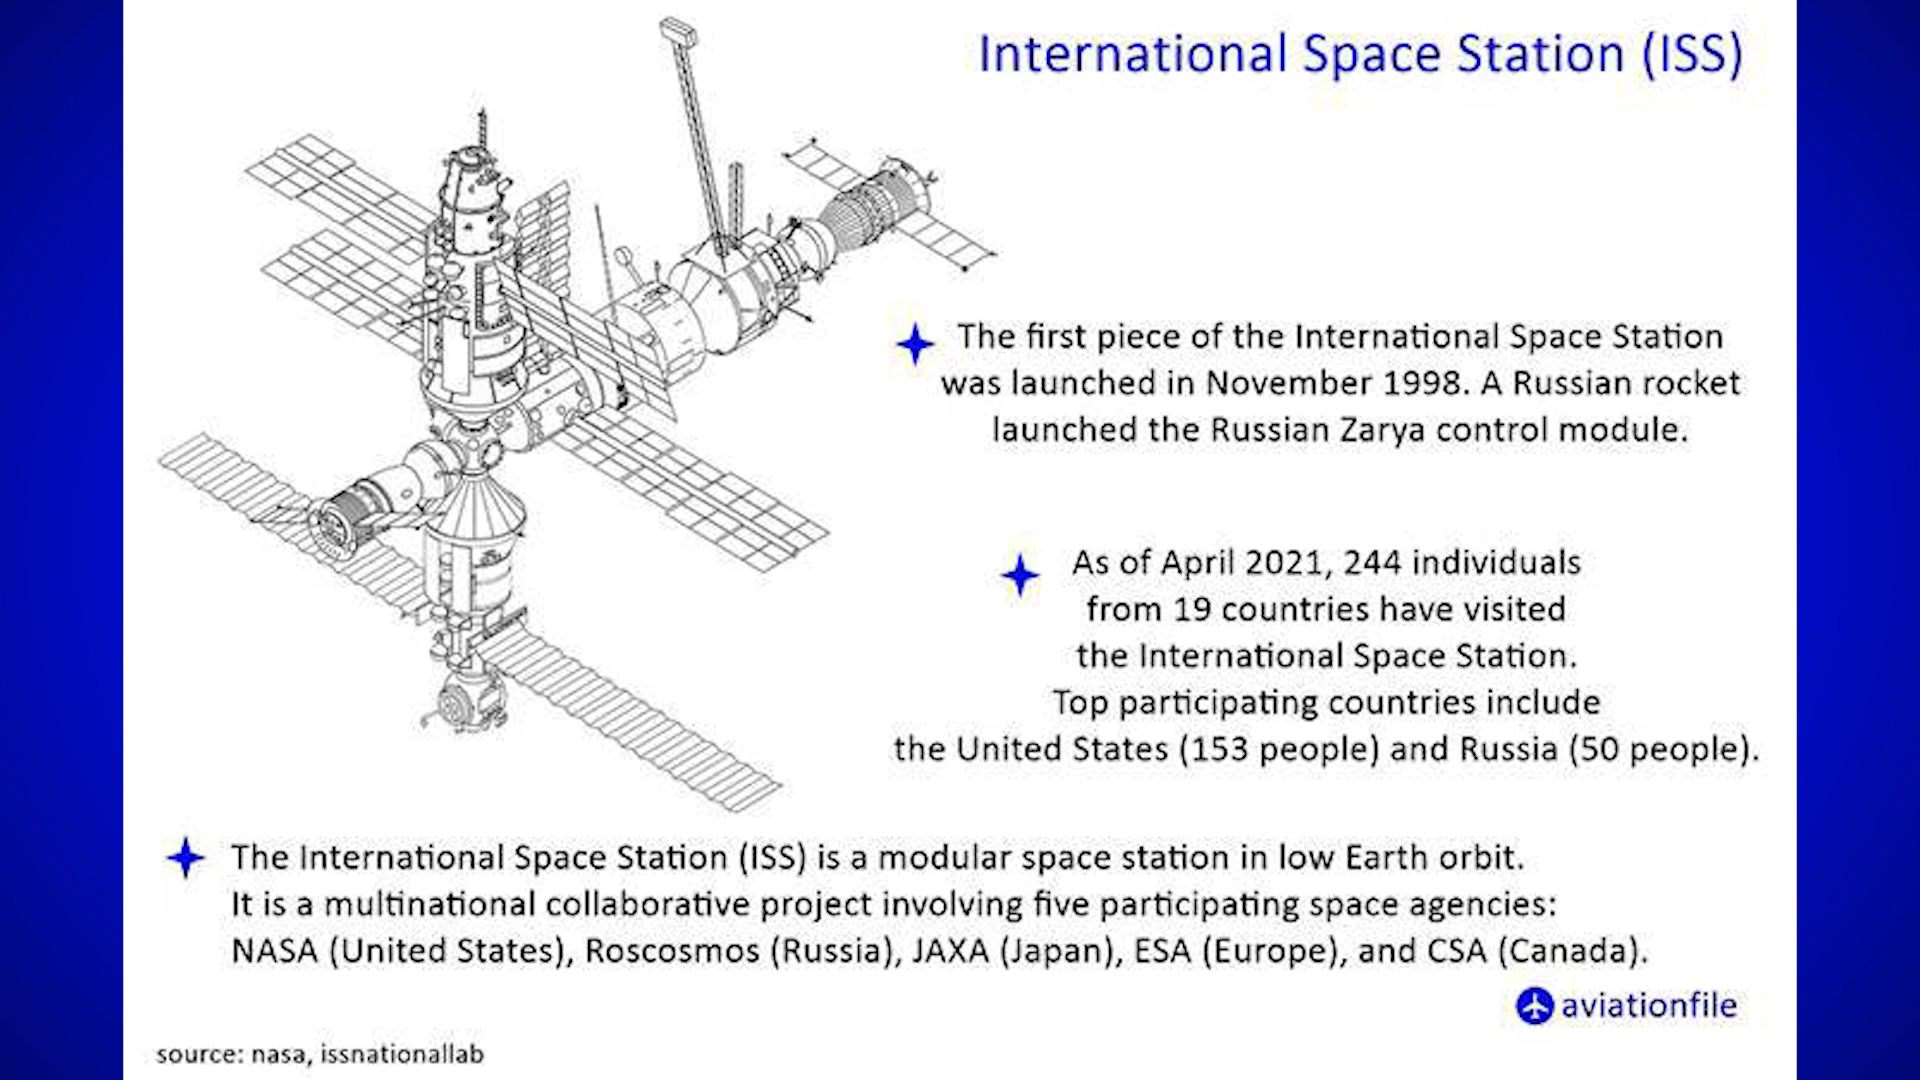 International Space Station (ISS)
The first piece of the International Space Station
was launched in November 1998. A Russian rocket
launched the Russian Zarya control module.
As of April 2021, 244 individuals
from 19 countries have visited
the International Space Station.
Top participating countries include
the United States (153 people) and Russia (50 people).
The International Space Station (ISS) is a modular space station in low Earth orbit.
It is a multinational collaborative project involving five participating space agencies:
NASA (United States), Roscosmos (Russia), JAXA (Japan), ESA (Europe), and CSA (Canada).
aviationfile
source: nasa, issnationallab